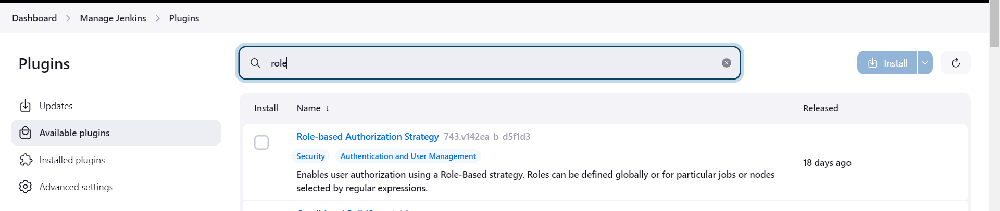 Dashboard > Manage Jenkins > Plugins
Plugins
role
Install
Updates
Available plugins
Installed plugins
Advanced settings
Install Name ↓ Released
Role-based Authorization Strategy 743.v142ea_b_d5f1d3
Security Authentication and User Management
Enables user authorization using a Role-Based strategy. Roles can be defined globally or for particular jobs or nodes
selected by regular expressions.
18 days ago